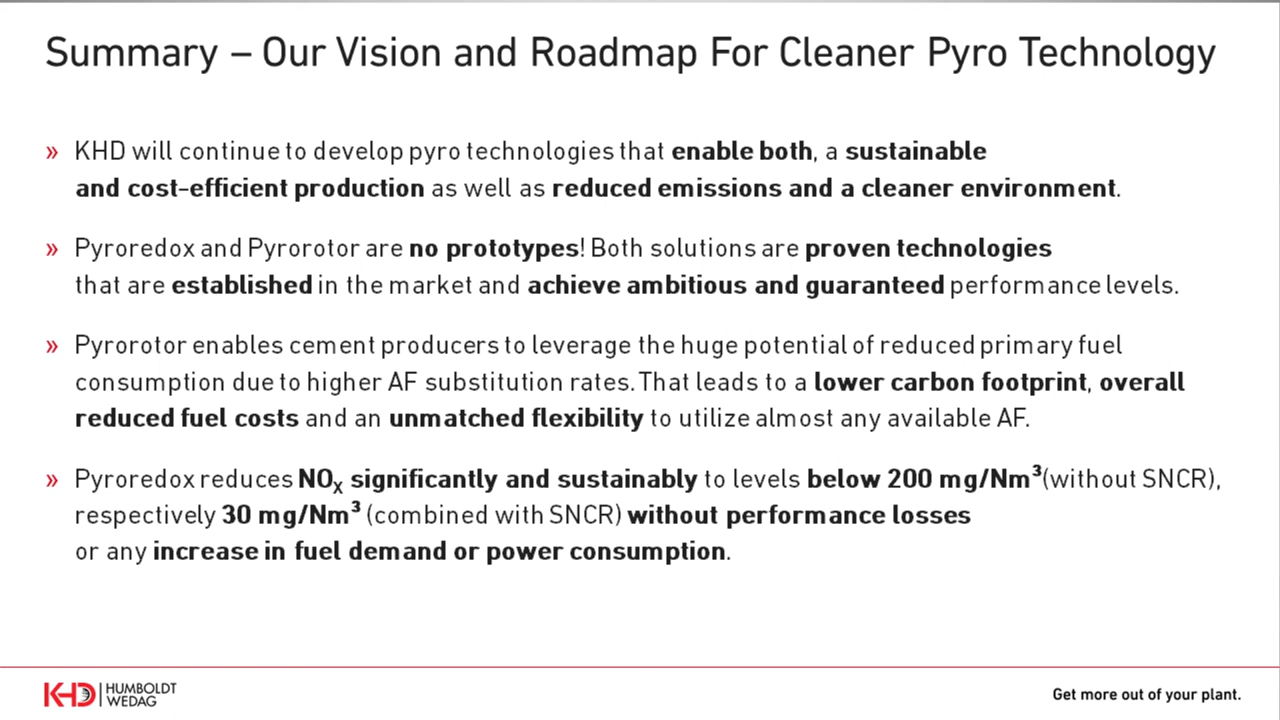 Summary – Our Vision and Roadmap For Cleaner Pyro Technology
» KHD will continue to develop pyro technologies that enable both, a sustainable
and cost-efficient production as well as reduced emissions and a cleaner environment.
» Pyroredox and Pyrorotor are no prototypes! Both solutions are proven technologies
that are established in the market and achieve ambitious and guaranteed performance levels.
» Pyrorotor enables cement producers to leverage the huge potential of reduced primary fuel
consumption due to higher AF substitution rates. That leads to a lower carbon footprint, overall
reduced fuel costs and an unmatched flexibility to utilize almost any available AF.
» Pyroredox reduces NOₓ significantly and sustainably to levels below 200 mg/Nm³ (without SNCR),
respectively 30 mg/Nm³ (combined with SNCR) without performance losses
or any increase in fuel demand or power consumption.
KHD HUMBOLDT
WEDAG
Get more out of your plant.